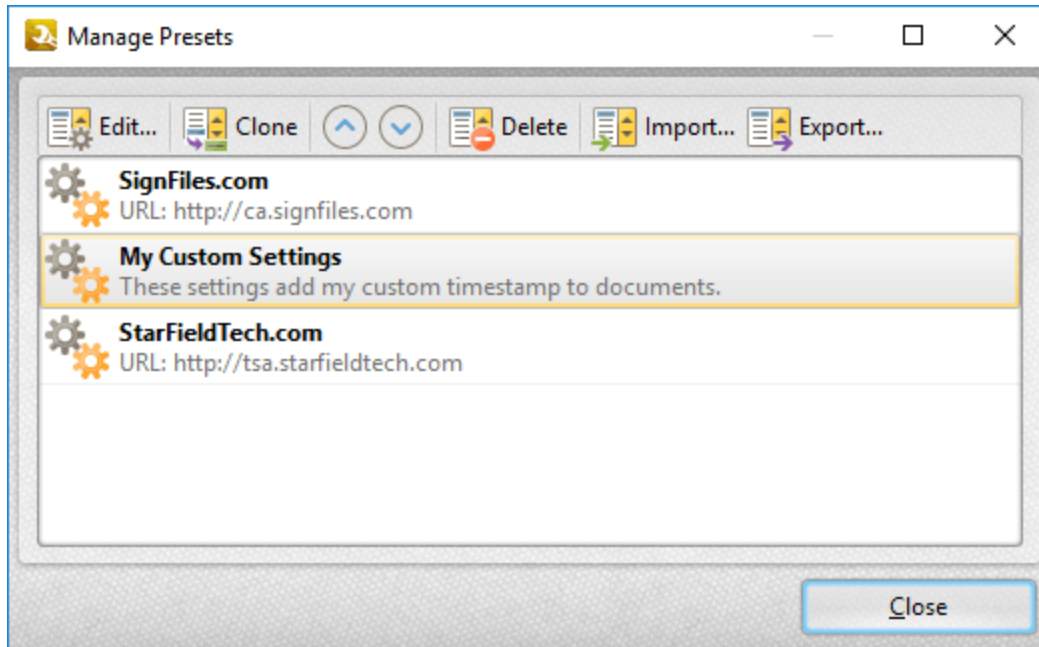 Manage Presets
Edit... Clone Delete Import... Export...
SignFiles.com
URL: http://ca.signfiles.com
My Custom Settings
These settings add my custom timestamp to documents.
StarFieldTech.com
URL: http://tsa.starfieldtech.com
Close